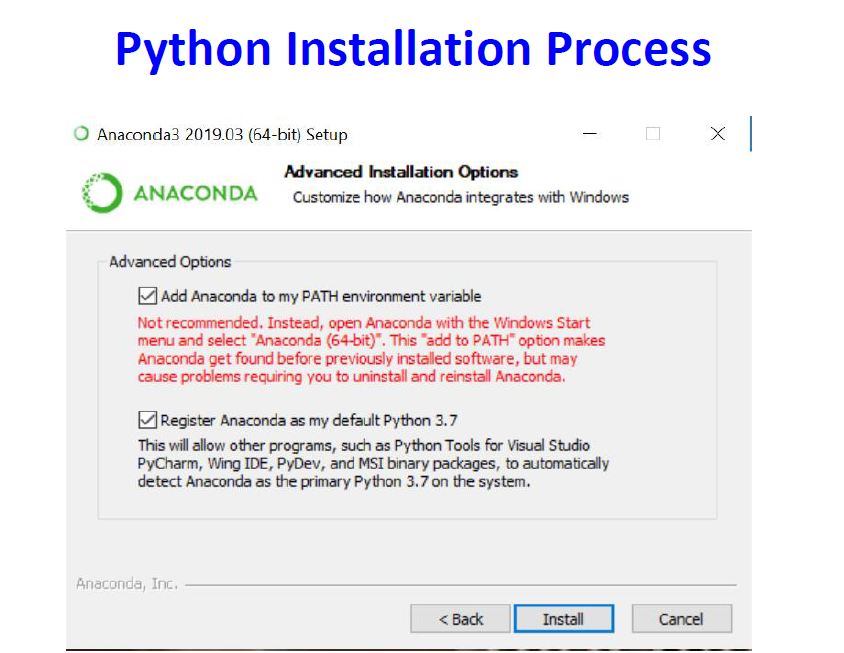 Python Installation Process
Anaconda3 2019.03 (64-bit) Setup
ANACONDA
Advanced Installation Options
Customize how Anaconda integrates with Windows
Advanced Options
Add Anaconda to my PATH environment variable
Not recommended. Instead, open Anaconda with the Windows Start
menu and select "Anaconda (64-bit)". This "add to PATH" option makes
Anaconda get found before previously installed software, but may
cause problems requiring you to uninstall and reinstall Anaconda.
Register Anaconda as my default Python 3.7
This will allow other programs, such as Python Tools for Visual Studio
PyCharm, Wing IDE, PyDev, and MSI binary packages, to automatically
detect Anaconda as the primary Python 3.7 on the system.
Anaconda, Inc.
< Back Install Cancel